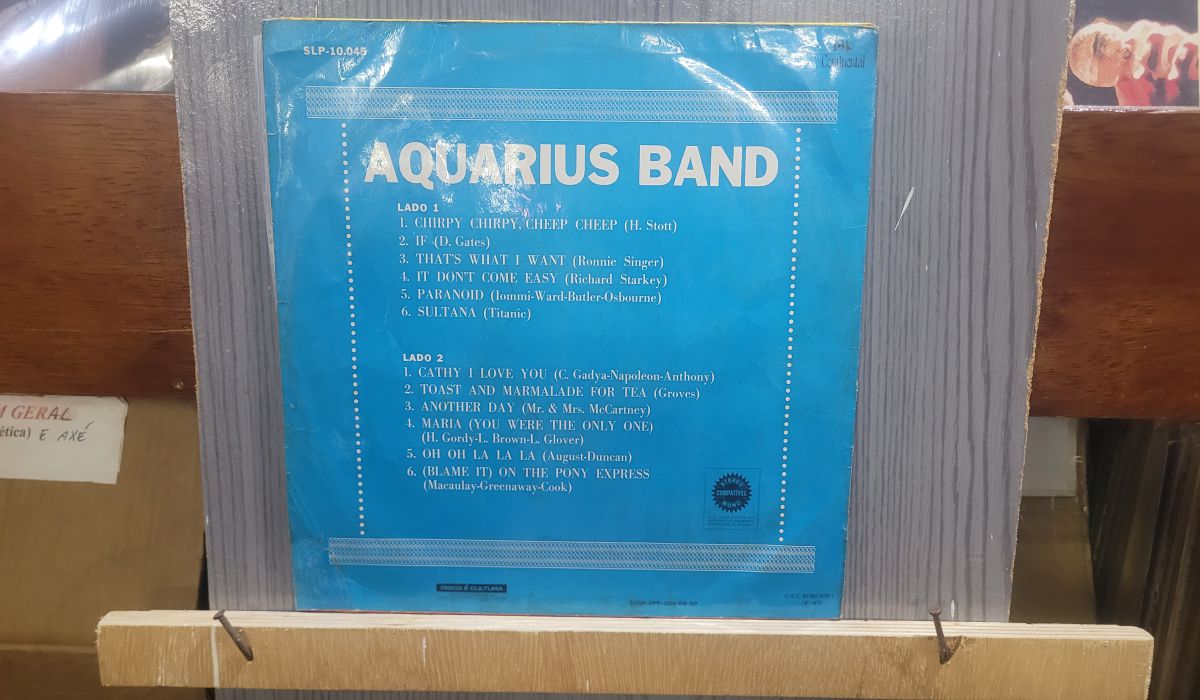 SLP-10.045
Continental
AQUARIUS BAND
LADO 1
1. CHIRPY CHIRPY, CHEEP CHEEP (H. Stott)
2. IF (D. Gates)
3. THAT'S WHAT I WANT (Ronnie Singer)
4. IT DON'T COME EASY (Richard Starkey)
5. PARANOID (Iommi-Ward-Butler-Osbourne)
6. SULTANA (Titanic)
LADO 2
1. CATHY I LOVE YOU (C. Gadya-Napoleon-Anthony)
2. TOAST AND MARMALADE FOR TEA (Groves)
3. ANOTHER DAY (Mr. & Mrs. McCartney)
4. MARIA (YOU WERE THE ONLY ONE)
(H. Gordy-L. Brown-L. Glover)
5. OH OH LA LA LA (August-Duncan)
6. (BLAME IT) ON THE PONY EXPRESS
(Macaulay-Greenaway-Cook)
STEREO
COMPATÍVEL
MONO
DISCO É CULTURA
M GERAL
ética) E AXÉ